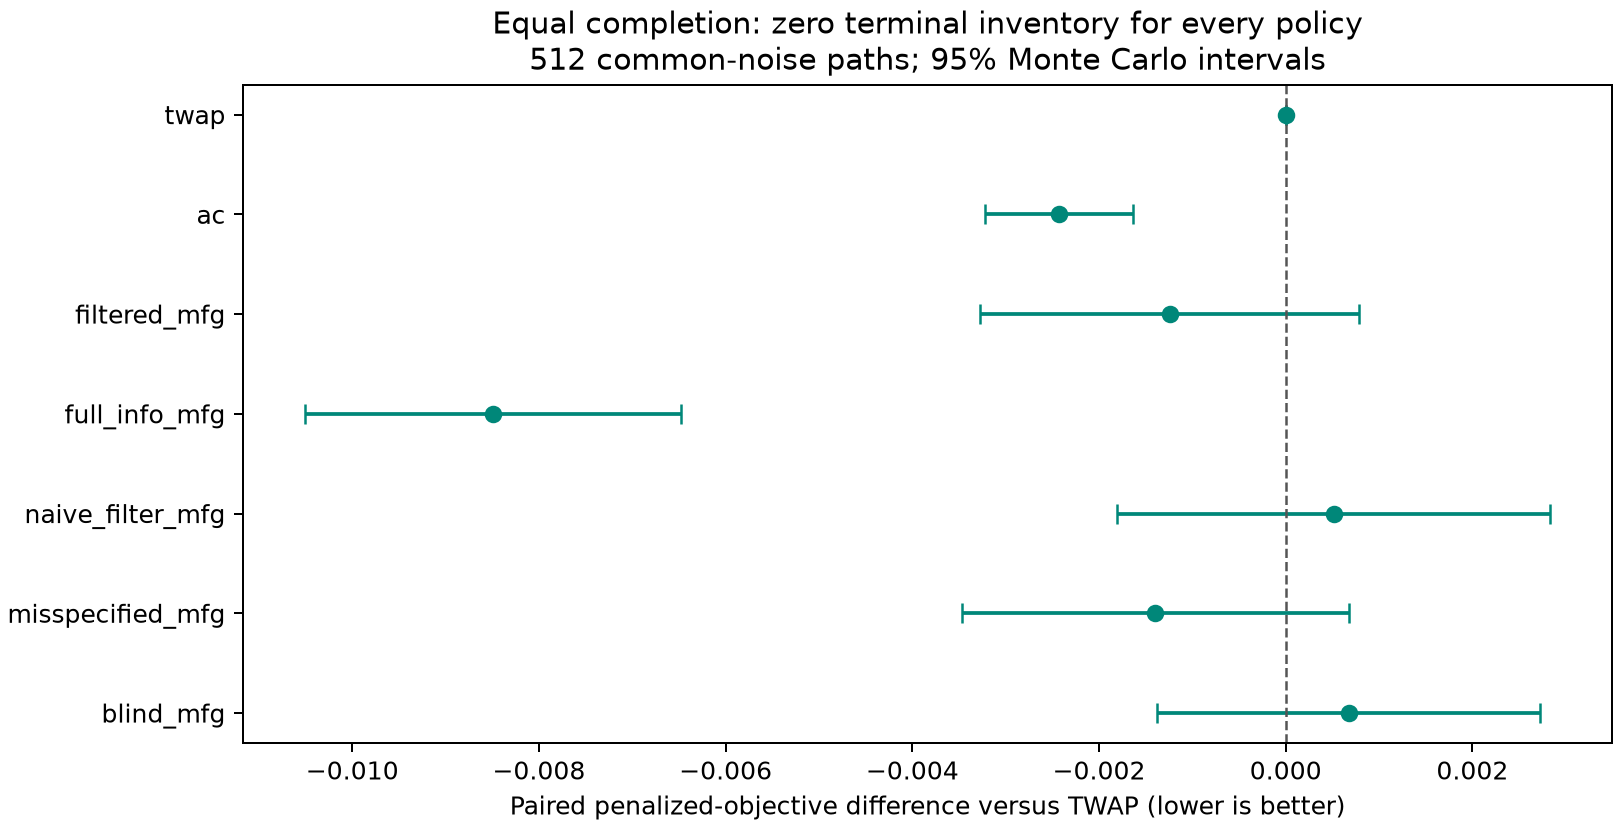 Equal completion: zero terminal inventory for every policy
512 common-noise paths; 95% Monte Carlo intervals
twap
ac
filtered_mfg
full_info_mfg
naive_filter_mfg
misspecified_mfg
blind_mfg
−0.010 −0.008 −0.006 −0.004 −0.002 0.000 0.002
Paired penalized-objective difference versus TWAP (lower is better)